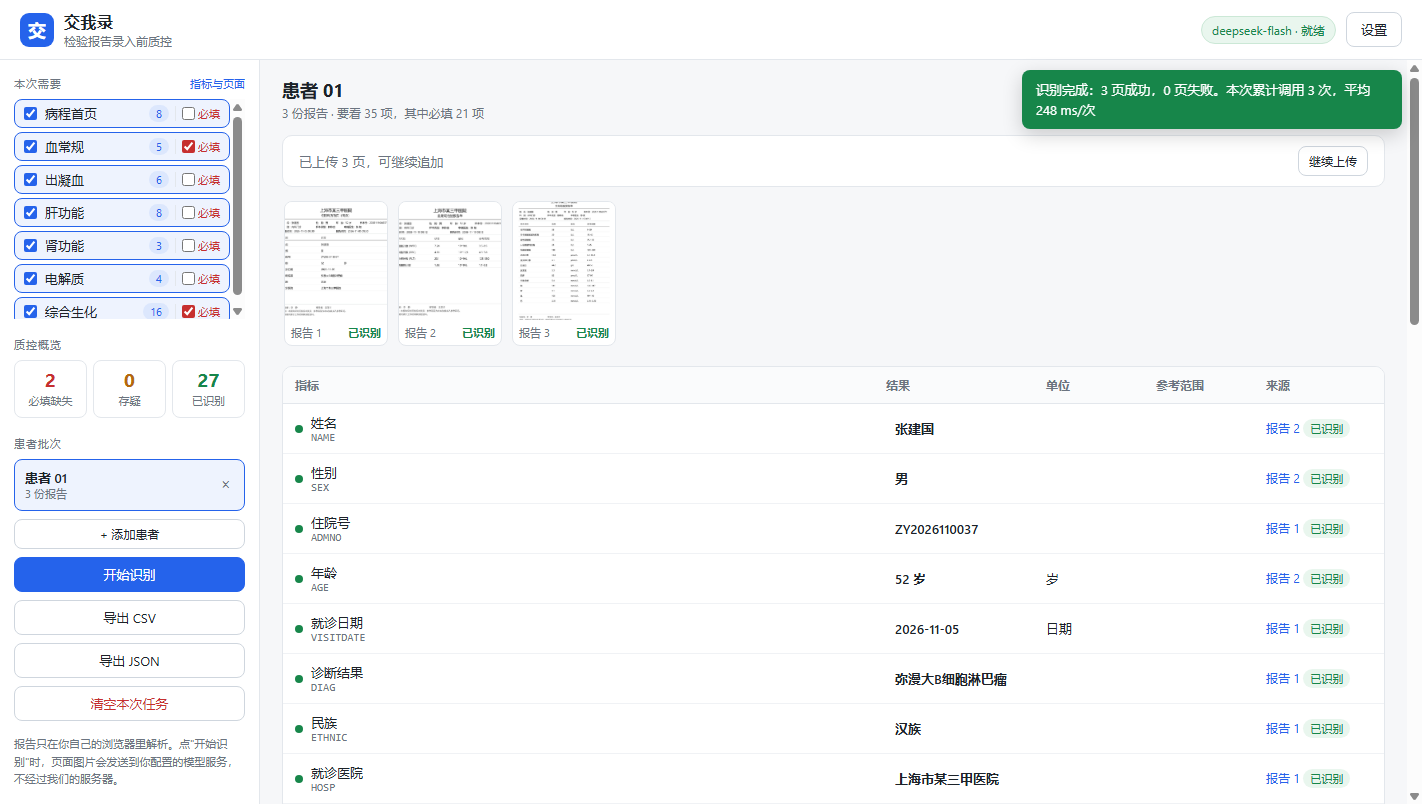 交 交我录
检验报告录入前质控
deepseek-flash · 就绪
设置
本次需要 指标与页面
病程首页 8 必填
血常规 5 必填
出凝血 6 必填
肝功能 8 必填
肾功能 3 必填
电解质 4 必填
综合生化 16 必填
质控概览
2 0 27
必填缺失 存疑 已识别
患者批次
患者 01
3 份报告
×
+ 添加患者
开始识别
导出 CSV
导出 JSON
清空本次任务
报告只在你自己的浏览器里解析。点"开始识
别"时，页面图片会发送到你配置的模型服务，
不经过我们的服务器。
患者 01
3 份报告 · 要看 35 项，其中必填 21 项
识别完成：3 页成功，0 页失败。本次累计调用 3 次，平均
248 ms/次
已上传 3 页，可继续追加
继续上传
报告 1 已识别
报告 2 已识别
报告 3 已识别
指标 结果 单位 参考范围 来源
姓名 张建国 报告 2 已识别
NAME
性别 男 报告 2 已识别
SEX
住院号 ZY2026110037 报告 1 已识别
ADMNO
年龄 52 岁 岁 报告 2 已识别
AGE
就诊日期 2026-11-05 日期 报告 1 已识别
VISITDATE
诊断结果 弥漫大B细胞淋巴瘤 报告 1 已识别
DIAG
民族 汉族 报告 1 已识别
ETHNIC
就诊医院 上海市某三甲医院 报告 1 已识别
HOSP